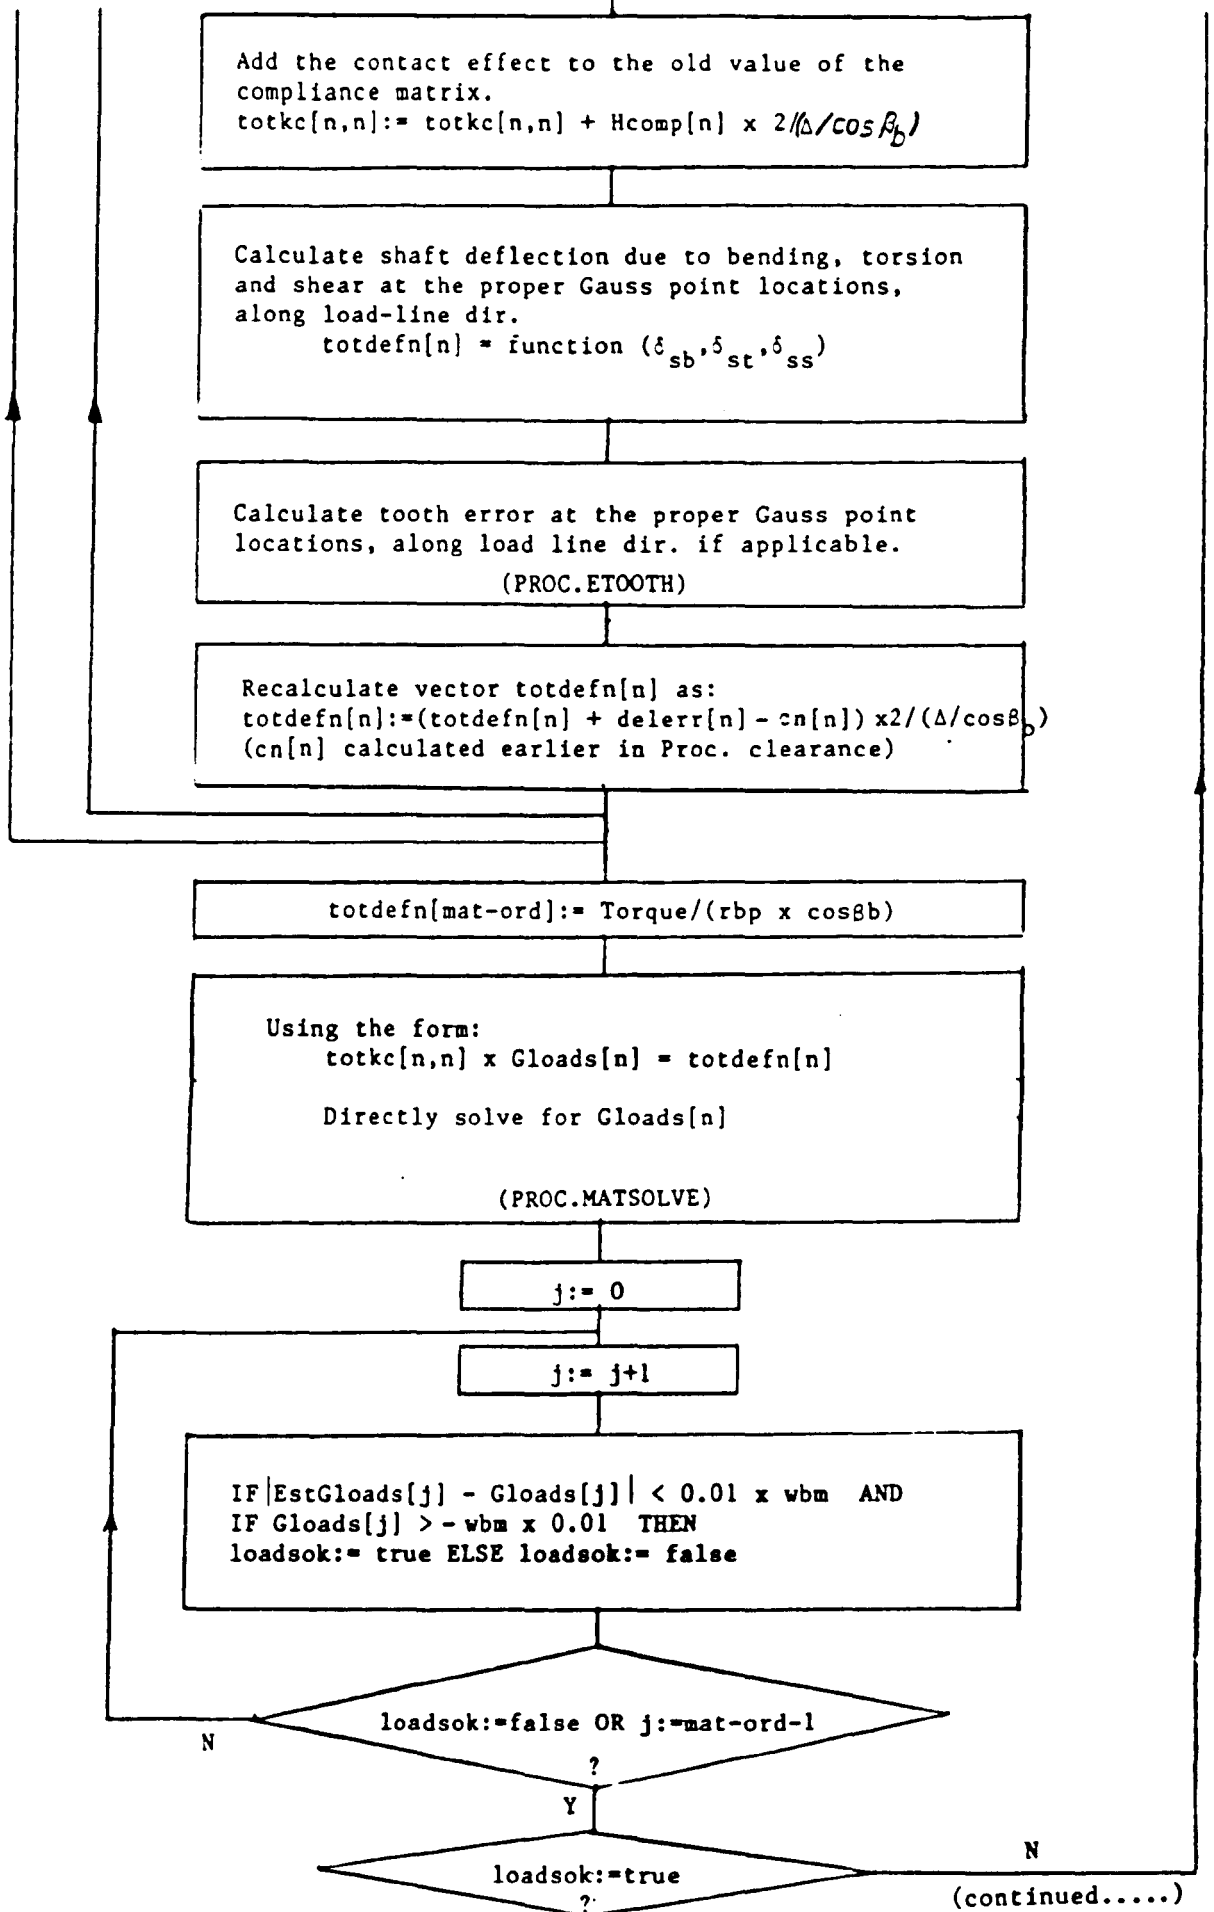 Add the contact effect to the old value of the
compliance matrix.
totkc[n,n]:= totkc[n,n] + Hcomp[n] x 2/(Δ/cos βb)
Calculate shaft deflection due to bending, torsion
and shear at the proper Gauss point locations,
along load-line dir.
totdefn[n] = function (δsb,δst,δss)
Calculate tooth error at the proper Gauss point
locations, along load line dir. if applicable.
(PROC.ETOOTH)
Recalculate vector totdefn[n] as:
totdefn[n]:=(totdefn[n] + delerr[n] - cn[n]) x2/(Δ/cosβb)
(cn[n] calculated earlier in Proc. clearance)
totdefn[mat-ord]:= Torque/(rbp x cosβb)
Using the form:
totkc[n,n] x Gloads[n] = totdefn[n]
Directly solve for Gloads[n]
(PROC.MATSOLVE)
j:= 0
j:= j+1
IF|EstGloads[j] - Gloads[j]| < 0.01 x wbm AND
IF Gloads[j] > - wbm x 0.01 THEN
loadsok:= true ELSE loadsok:= false
loadsok:=false OR j:=mat-ord-1
?
N
Y
loadsok:=true
?
N
(continued.....)